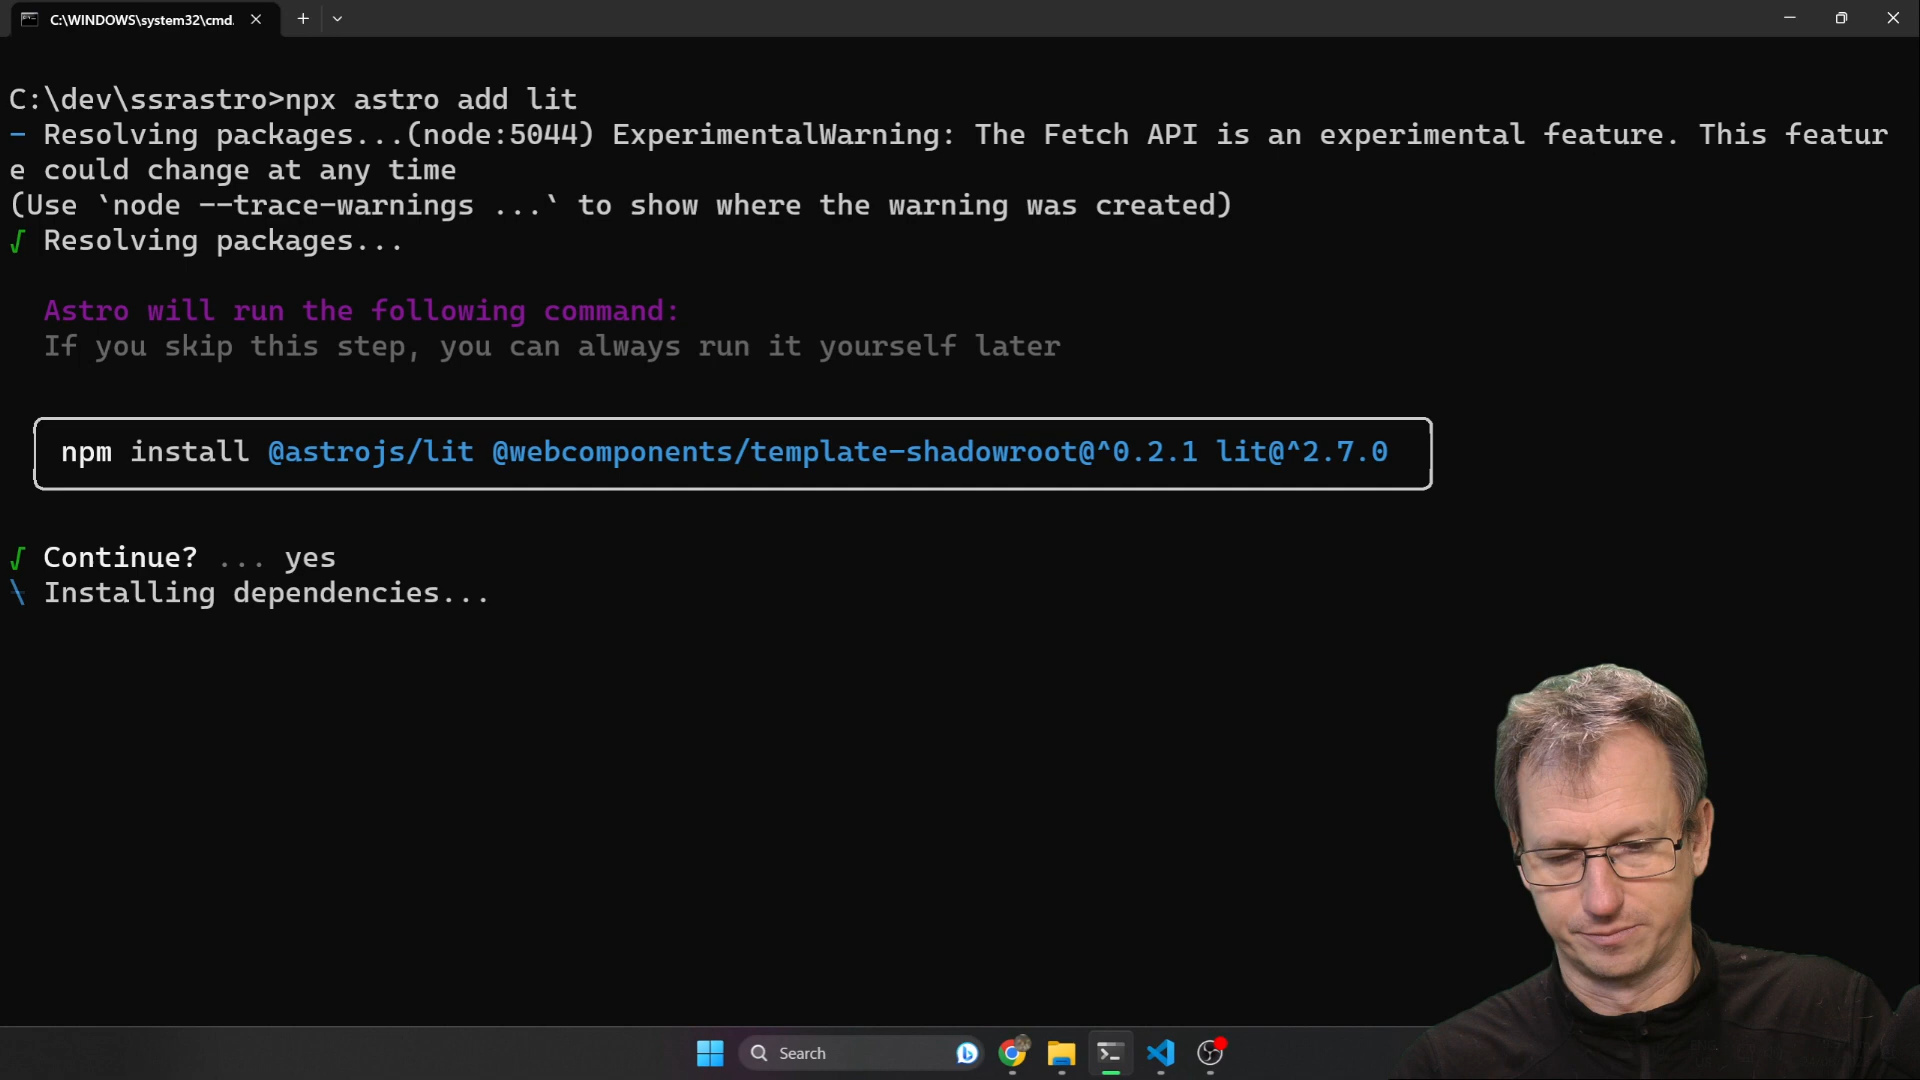 C:\WINDOWS\system32\cmd.
C:\dev\ssrastro>npx astro add lit
- Resolving packages...(node:5044) ExperimentalWarning: The Fetch API is an experimental feature. This featur
e could change at any time
(Use `node --trace-warnings ...` to show where the warning was created)
√ Resolving packages...
Astro will run the following command:
If you skip this step, you can always run it yourself later
npm install @astrojs/lit @webcomponents/template-shadowroot@^0.2.1 lit@^2.7.0
√ Continue? ... yes
\ Installing dependencies...
Search